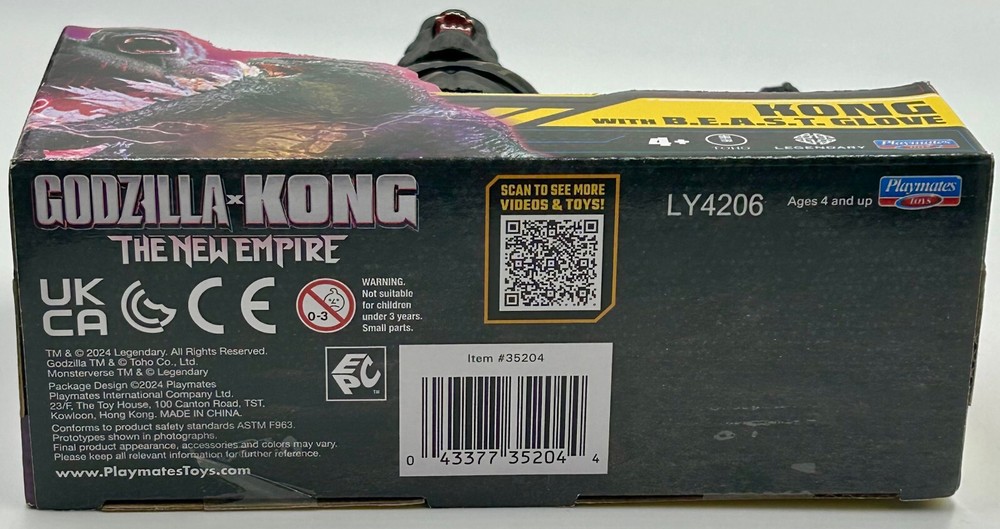 KONG
WITH B.E.A.S.T. GLOVE
4+
TOHO
LEGENDARY
Playmates
toys
GODZILLA x KONG
THE NEW EMPIRE
SCAN TO SEE MORE
VIDEOS & TOYS!
LY4206
Ages 4 and up
Playmates
toys
UK
CA
CE
0-3
WARNING.
Not suitable
for children
under 3 years.
Small parts.
TM & © 2024 Legendary. All Rights Reserved.
Godzilla TM & © Toho Co., Ltd
Monsterverse TM & © Legendary
Package Design ©2024 Playmates
Playmates International Company Ltd.
23/F, The Toy House, 100 Canton Road, TST,
Kowloon, Hong Kong. MADE IN CHINA.
Conforms to product safety standards ASTM F963.
Prototypes shown in photographs.
Final product appearance, accessories and colors may vary.
Please keep all relevant information for further reference.
www.PlaymatesToys.com
EPC
TM
Item #35204
0 43377 35204 4